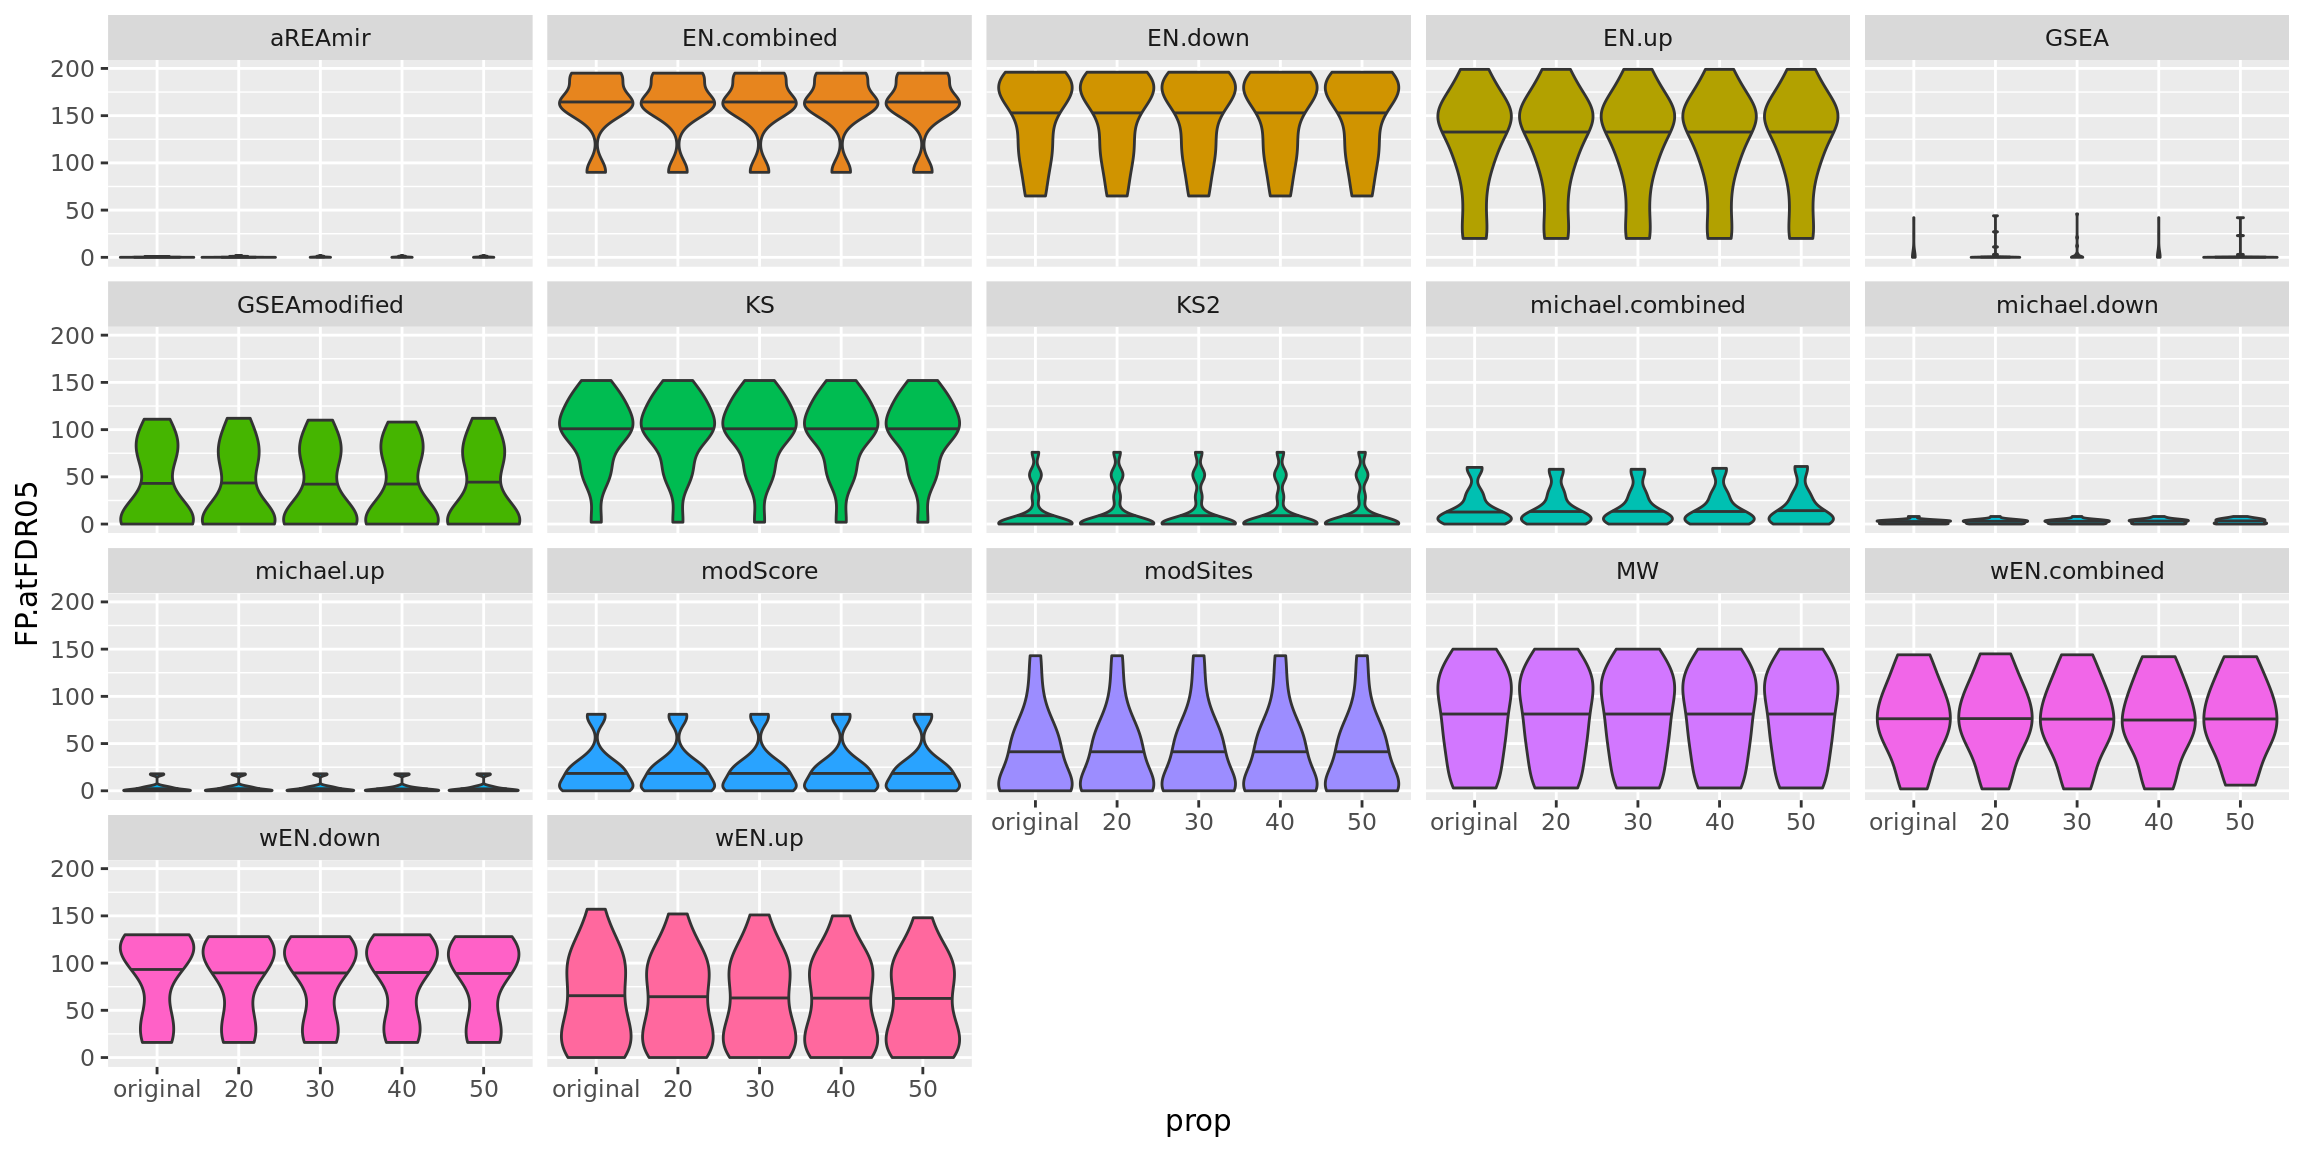 aREAmir EN.combined EN.down EN.up GSEA
200
150
100
50
0
GSEAmodified KS KS2 michael.combined michael.down
200
150
100
50
0
FP.atFDR05
michael.up modScore modSites MW wEN.combined
200
150
100
50
0
original 20 30 40 50 original 20 30 40 50 original 20 30 40 50
wEN.down wEN.up
200
150
100
50
0
original 20 30 40 50 original 20 30 40 50
prop